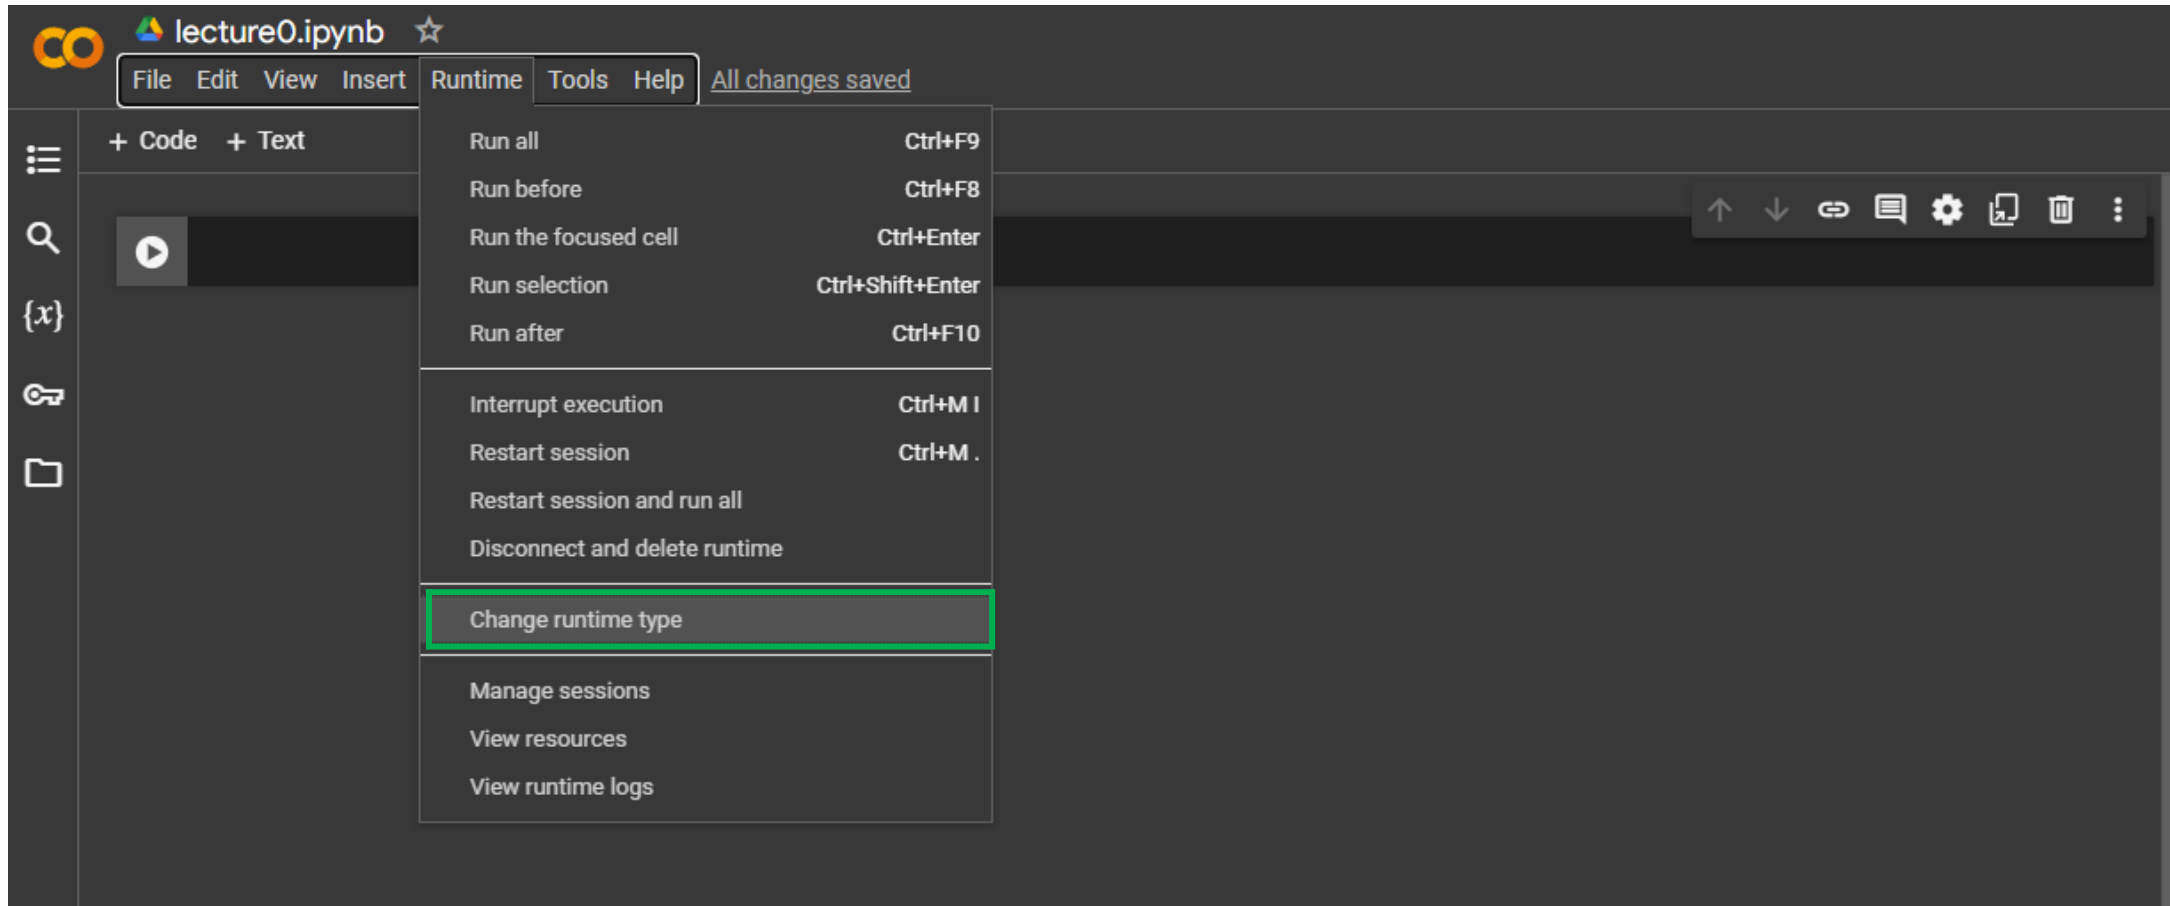 lecture0.ipynb
File Edit View Insert Runtime Tools Help All changes saved
+ Code + Text
Run all Ctrl+F9
Run before Ctrl+F8
Run the focused cell Ctrl+Enter
Run selection Ctrl+Shift+Enter
Run after Ctrl+F10
Interrupt execution Ctrl+M I
Restart session Ctrl+M .
Restart session and run all
Disconnect and delete runtime
Change runtime type
Manage sessions
View resources
View runtime logs
{x}